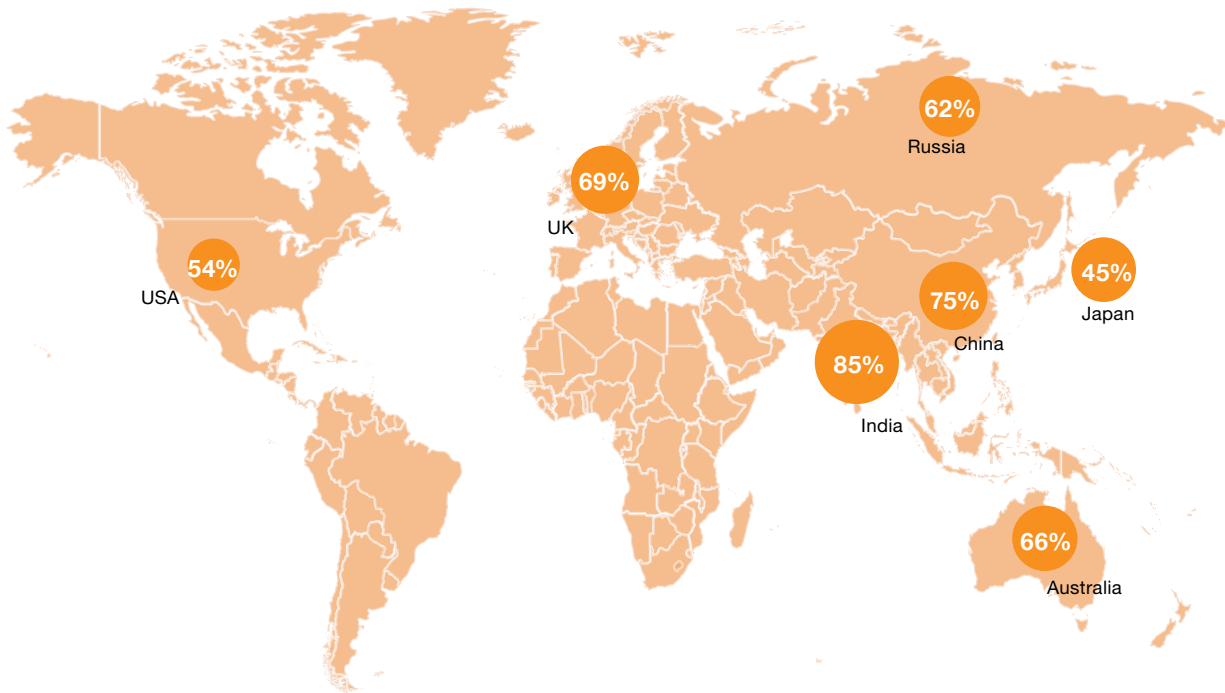 62%
Russia
69%
UK
54%
USA
45%
Japan
75%
China
85%
India
66%
Australia